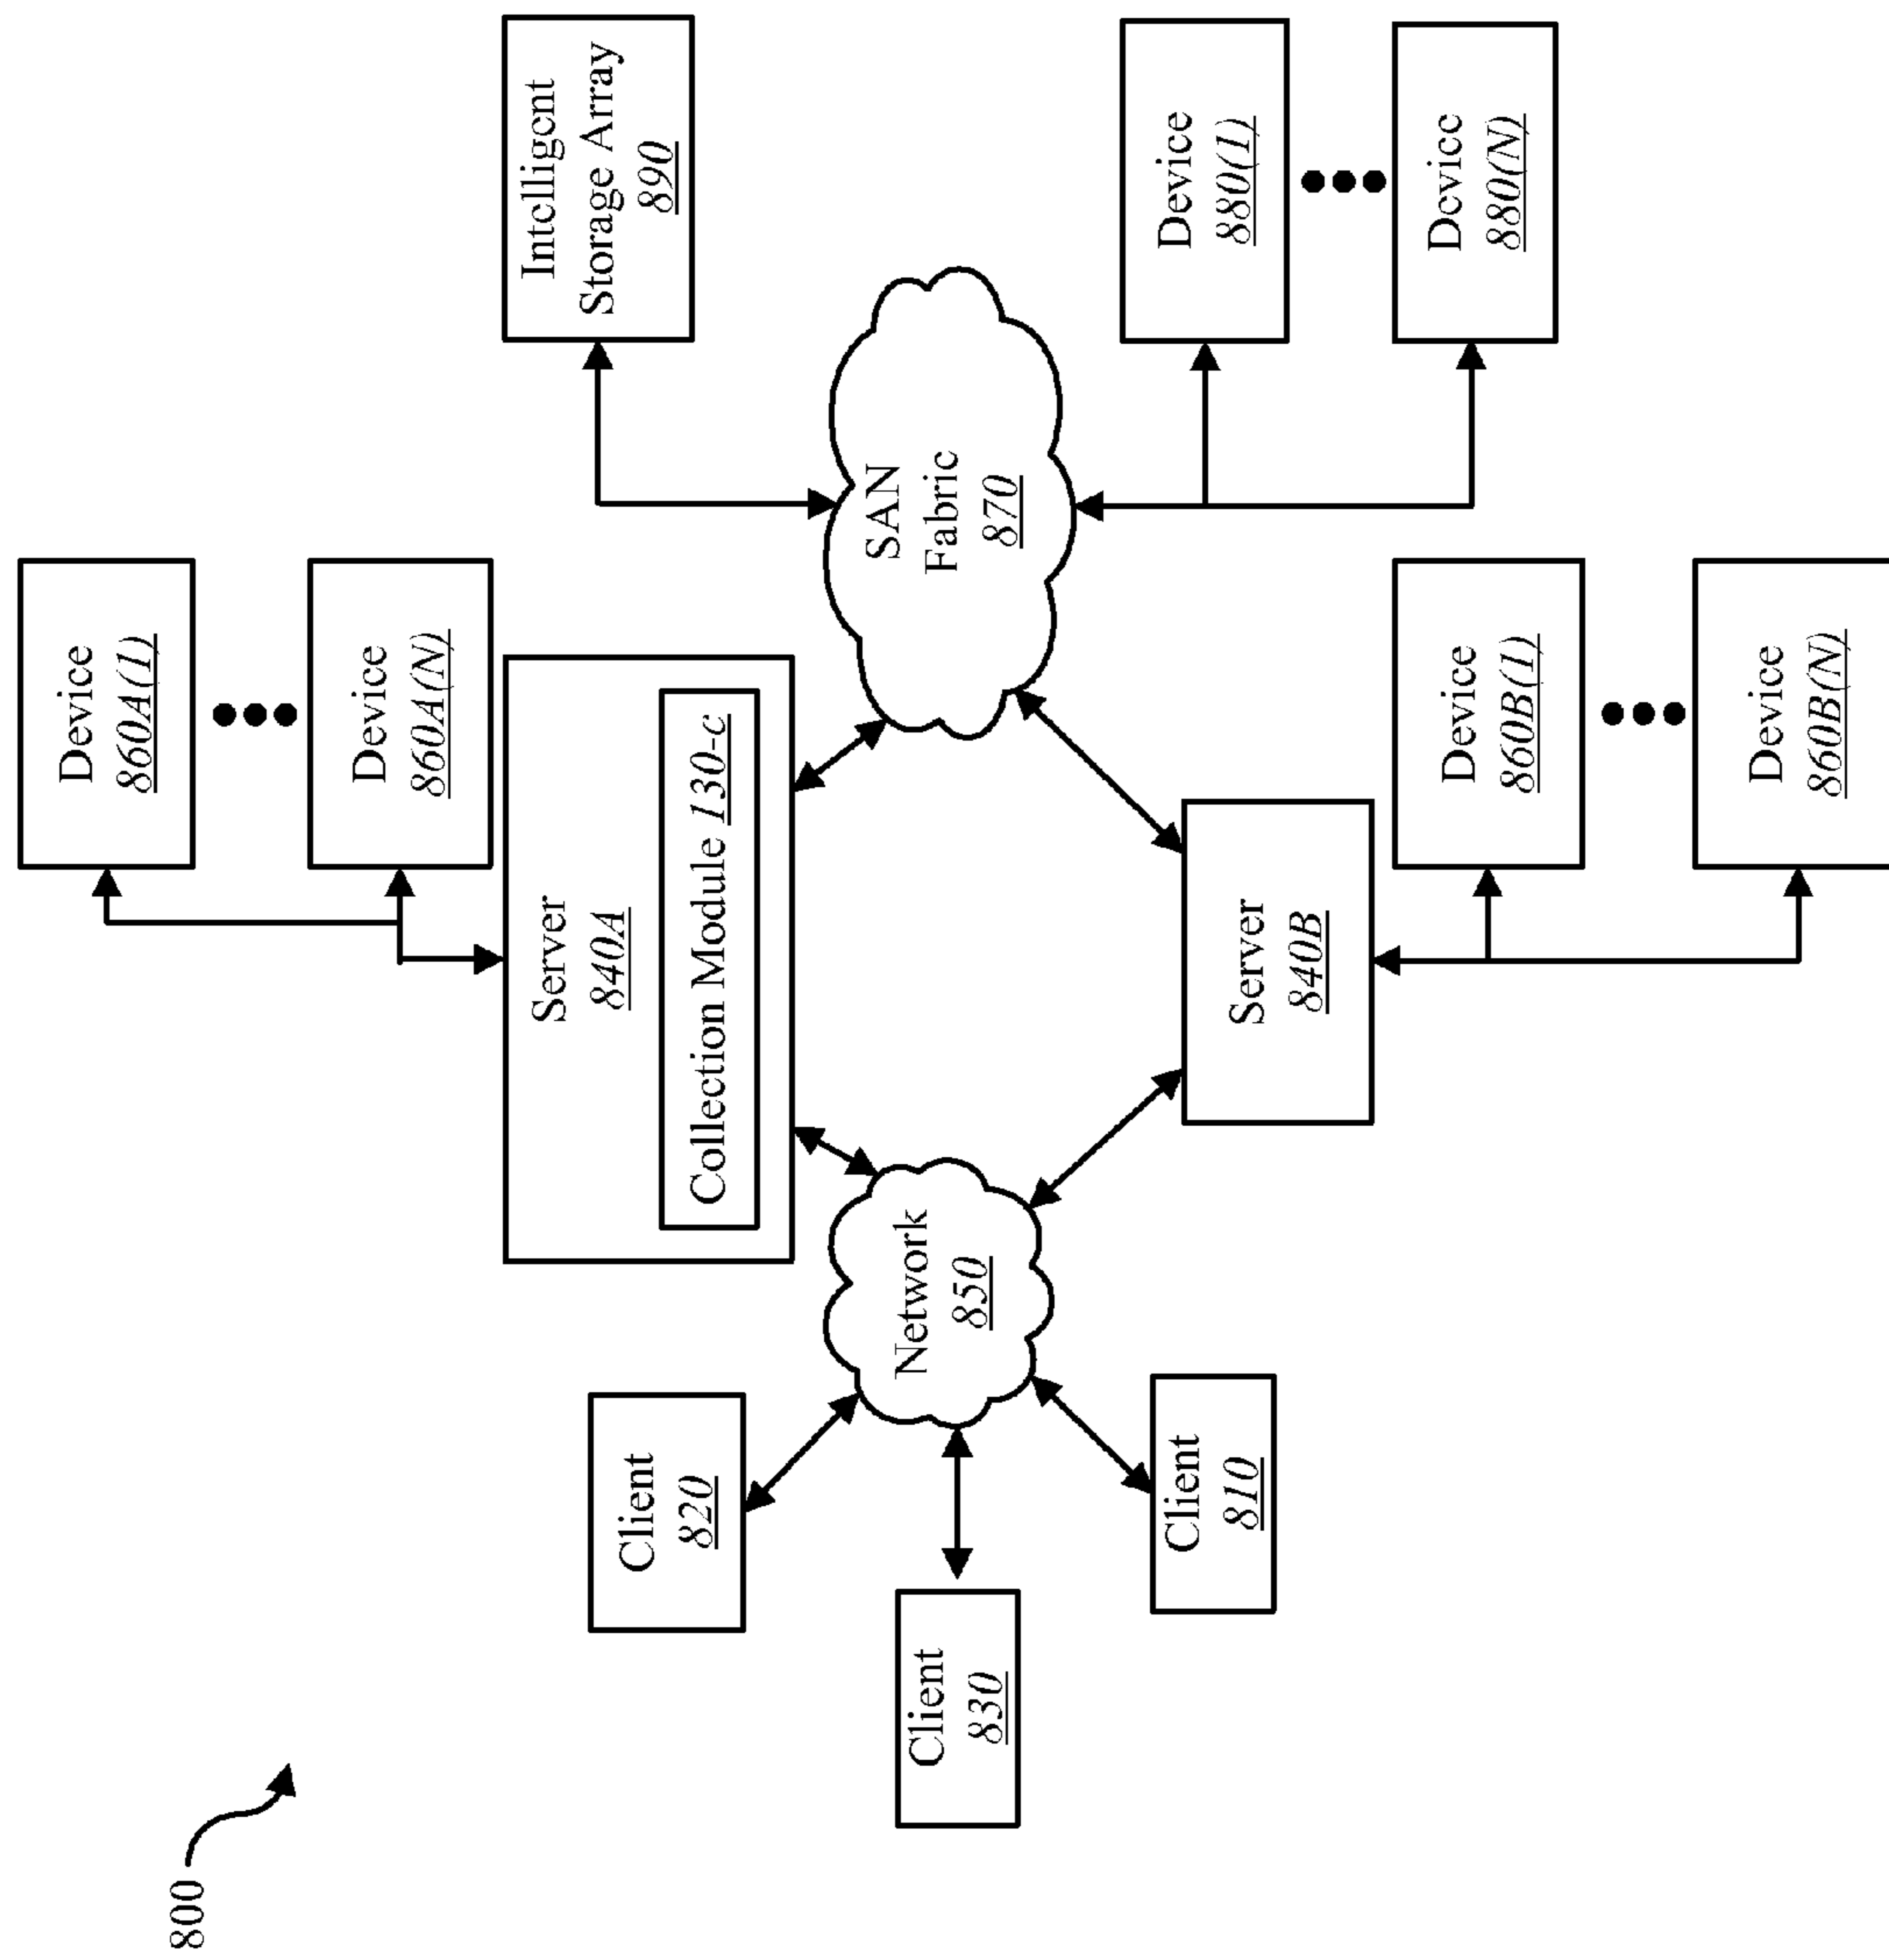 800
Device
860A(1)
Device
860A(N)
Intelligent
Storage Array
890
Server
840A
Collection Module 130-c
Client
820
Client
830
Network
850
SAN
Fabric
870
Client
810
Server
840B
Device
880(1)
Device
880(N)
Device
860B(1)
Device
860B(N)